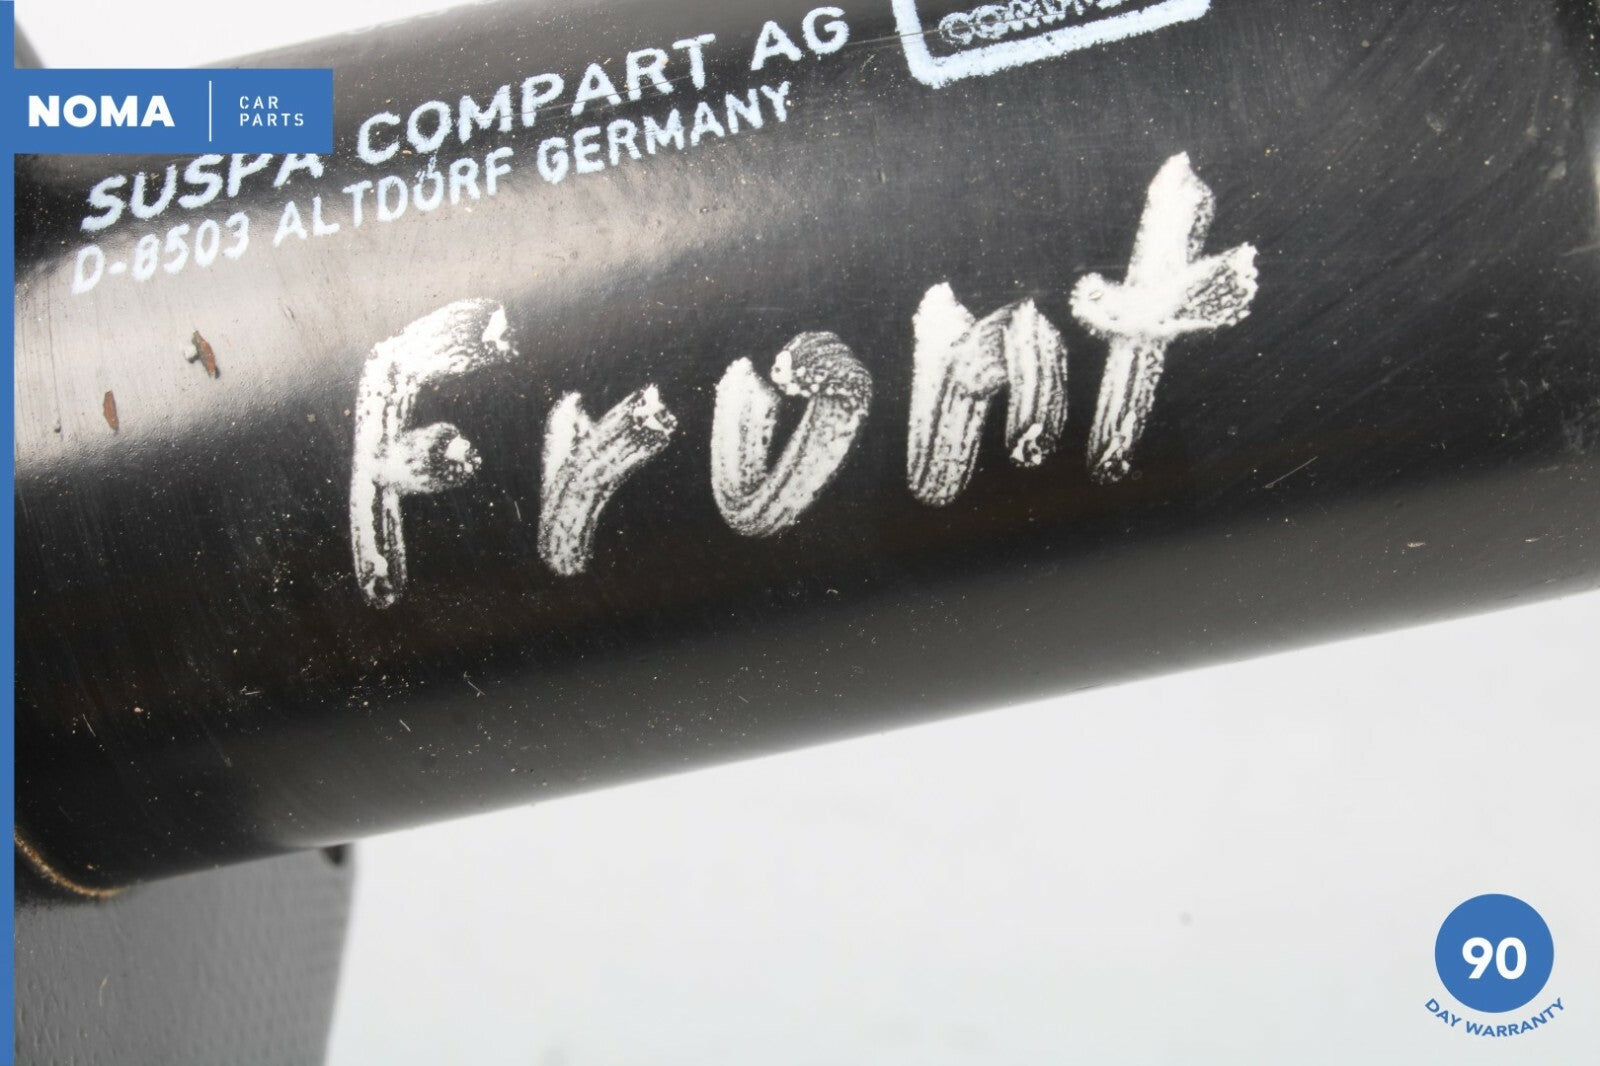 NOMA
CAR
PARTS
SUSPA COMPART AG
D-8503 ALTDORF GERMANY
Front
90
DAY WARRANTY